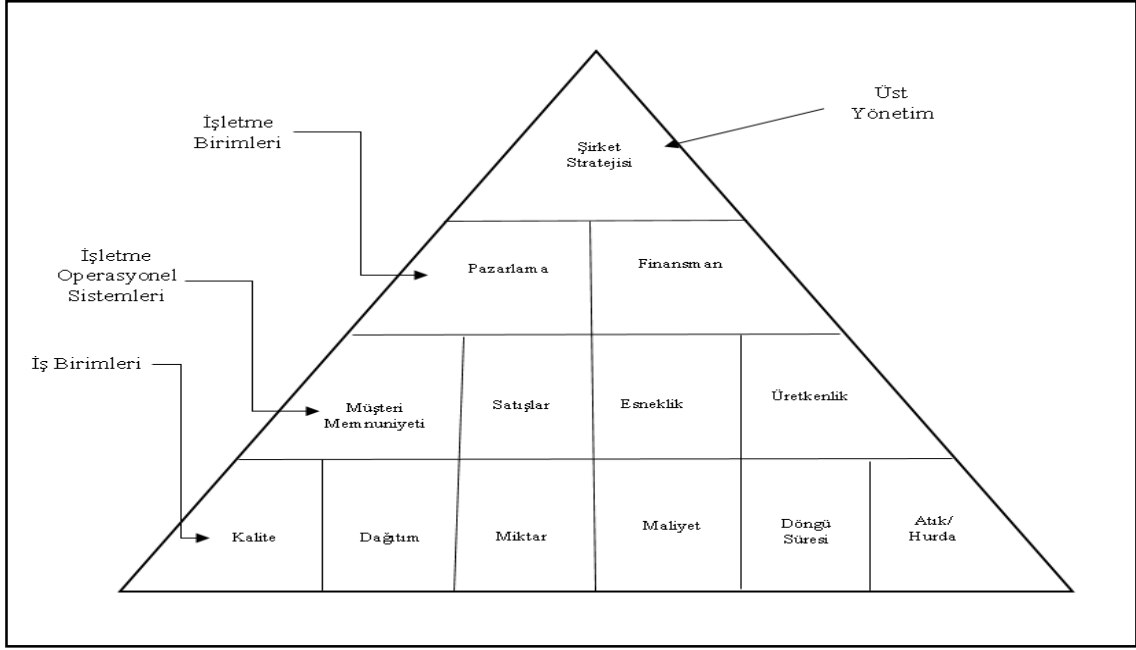 Üst
Yönetim
İşletme
Birimleri
Şirket
Stratejisi
İşletme
Operasyonel
Sistemleri
Pazarlama
Finansman
İş Birimleri
Müşteri
Memnuniyeti
Satışlar
Esneklik
Üretkenlik
Kalite
Dağıtım
Miktar
Maliyet
Döngü
Süresi
Atık/
Hurda